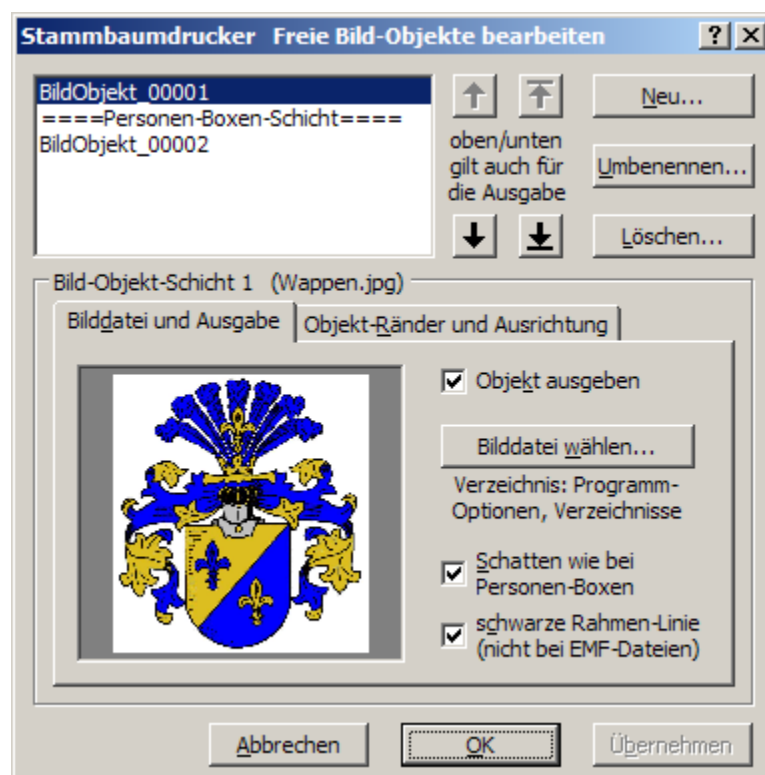 Stammbaumdrucker Freie Bild-Objekte bearbeiten
BildObjekt_00001
====Personen-Boxen-Schicht====
BildObjekt_00002
oben/unten
gilt auch für
die Ausgabe
Neu...
Umbenennen...
Löschen...
Bild-Objekt-Schicht 1 (Wappen.jpg)
Bilddatei und Ausgabe
Objekt-Ränder und Ausrichtung
Objekt ausgeben
Bilddatei wählen...
Verzeichnis: Programm-
Optionen, Verzeichnisse
Schatten wie bei
Personen-Boxen
schwarze Rahmen-Linie
(nicht bei EMF-Dateien)
Abbrechen
OK
Übernehmen